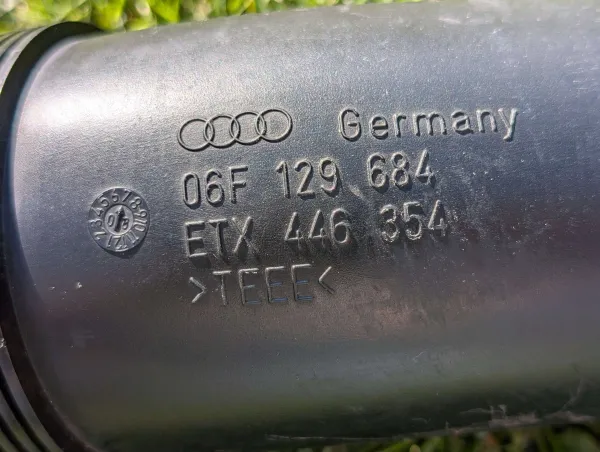 Germany
06F 129 684
ETX 446 354
>TEEE<